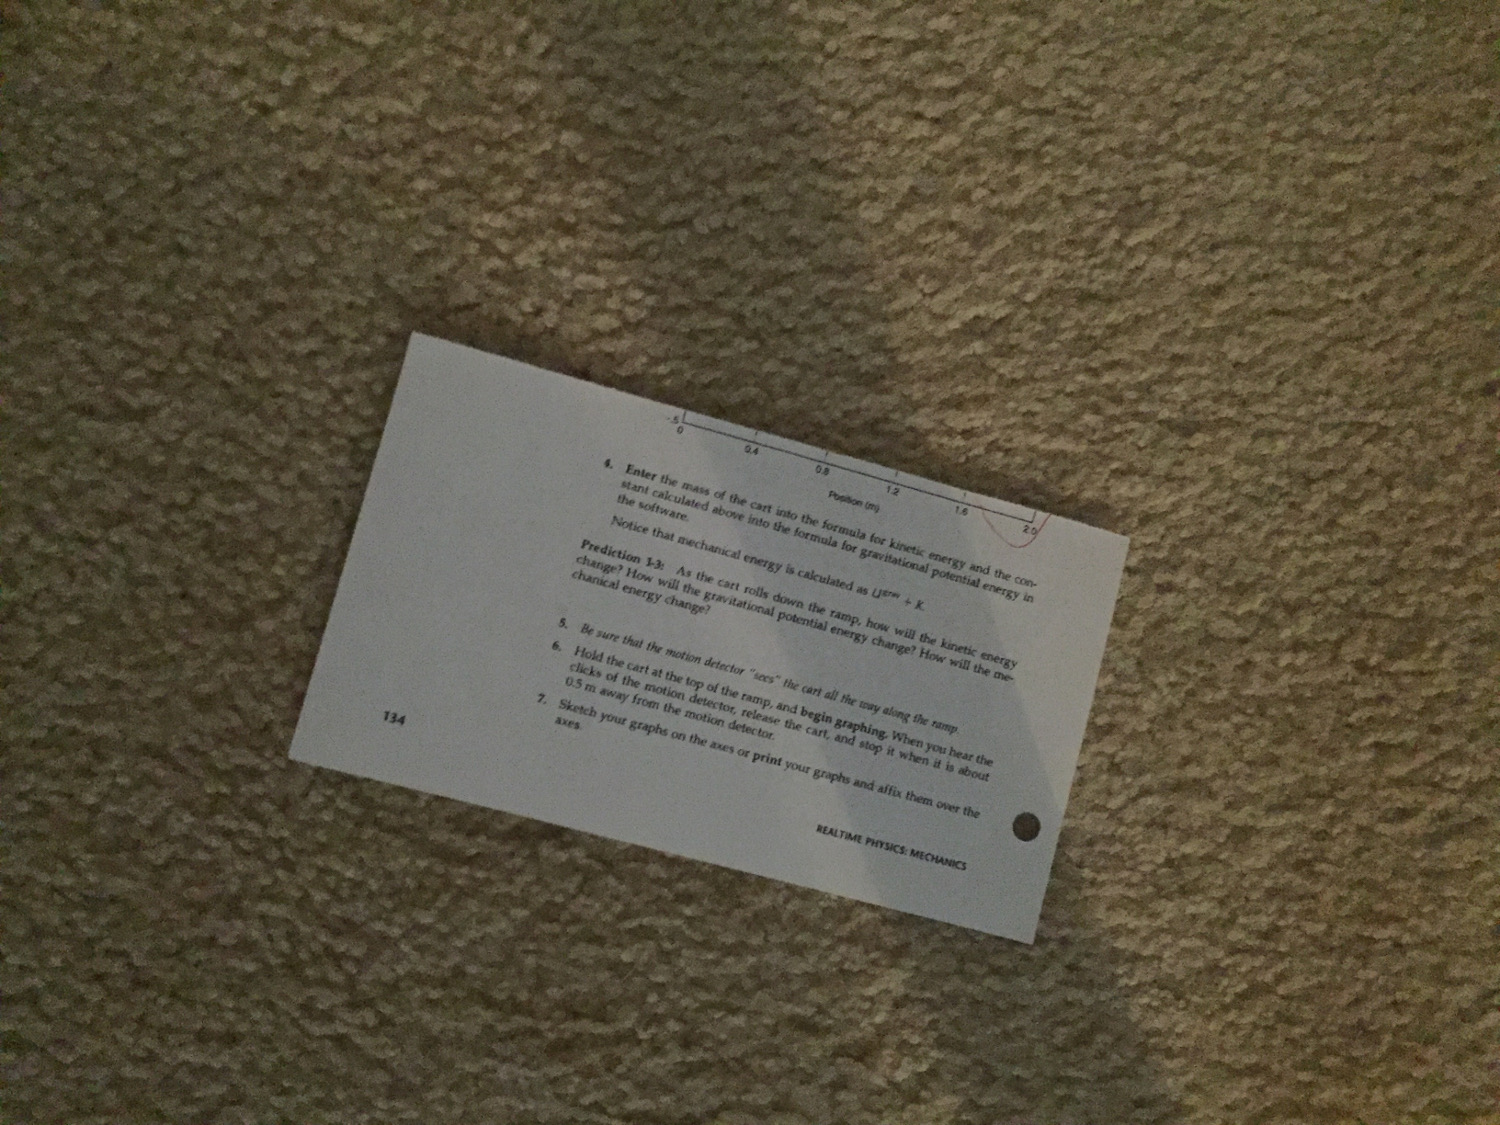 -.5
0
0.4
0.8
1.2
1.6
2.0
Position (m)
4. Enter the mass of the cart into the formula for kinetic energy and the con-
stant calculated above into the formula for gravitational potential energy in
the software.
Notice that mechanical energy is calculated as Ugrav + K.
Prediction 1-3: As the cart rolls down the ramp, how will the kinetic energy
change? How will the gravitational potential energy change? How will the me-
chanical energy change?
5. Be sure that the motion detector "sees" the cart all the way along the ramp.
6. Hold the cart at the top of the ramp, and begin graphing. When you hear the
clicks of the motion detector, release the cart, and stop it when it is about
0.5 m away from the motion detector.
7. Sketch your graphs on the axes or print your graphs and affix them over the
axes.
134
REALTIME PHYSICS: MECHANICS